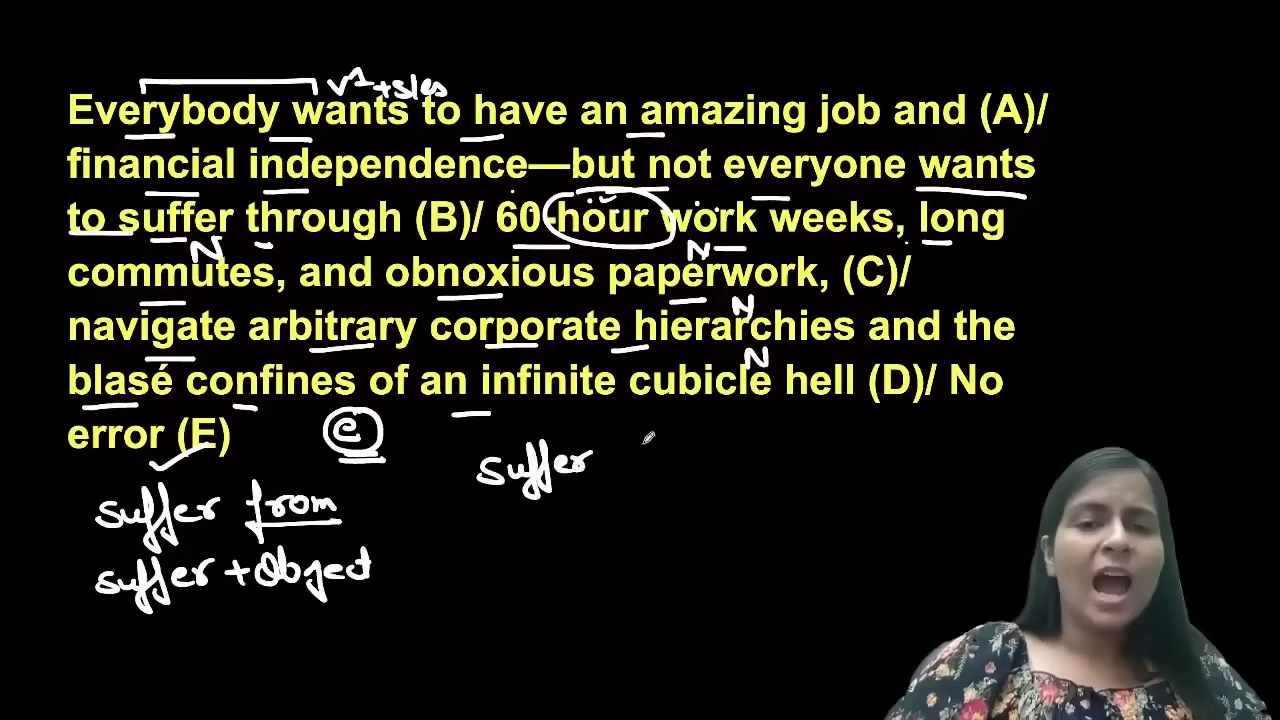 v1+s/es
Everybody wants to have an amazing job and (A)/
financial independence—but not everyone wants
to suffer through (B)/ 60-hour work weeks, long
N N
commutes, and obnoxious paperwork, (C)/
N
navigate arbitrary corporate hierarchies and the
N
blasé confines of an infinite cubicle hell (D)/ No
error (E) e
suffer
suffer from
suffer + Object